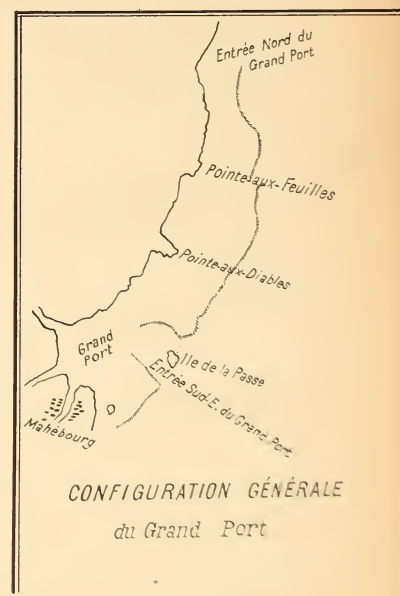 Entrée Nord du
Grand Port
Pointe-aux-Feuilles
Pointe-aux-Diables
Grand
Port
Ile de la Passe
Entrée Sud-E. du Grand Port
Mahébourg
CONFIGURATION GÉNÉRALE
du Grand Port